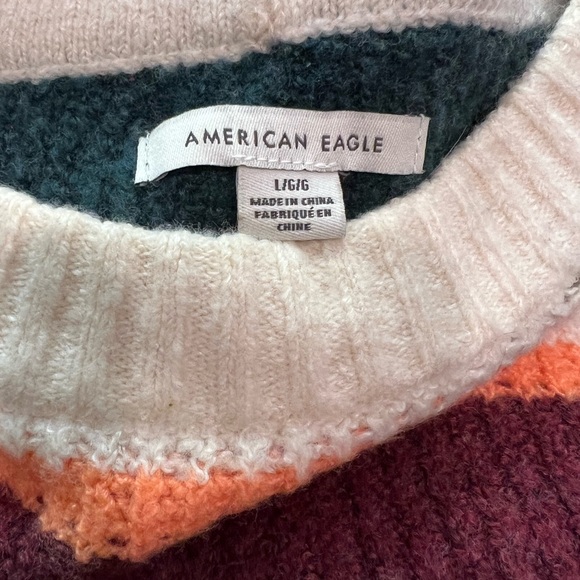 AMERICAN EAGLE
L/G/G
MADE IN CHINA
FABRIQUÉ EN
CHINE